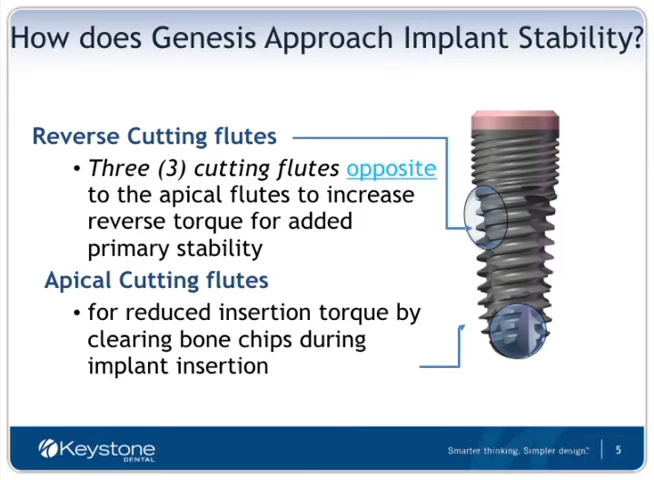 How does Genesis Approach Implant Stability?
Reverse Cutting flutes
• Three (3) cutting flutes opposite
to the apical flutes to increase
reverse torque for added
primary stability
Apical Cutting flutes
• for reduced insertion torque by
clearing bone chips during
implant insertion
Keystone
DENTAL
Smarter thinking. Simpler design.™
5